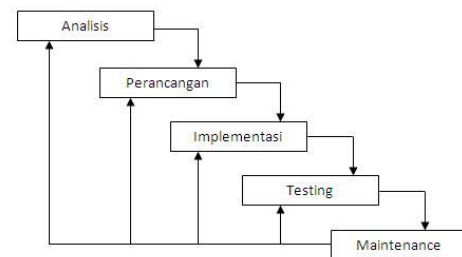 Analisis
Perancangan
Implementasi
Testing
Maintenance